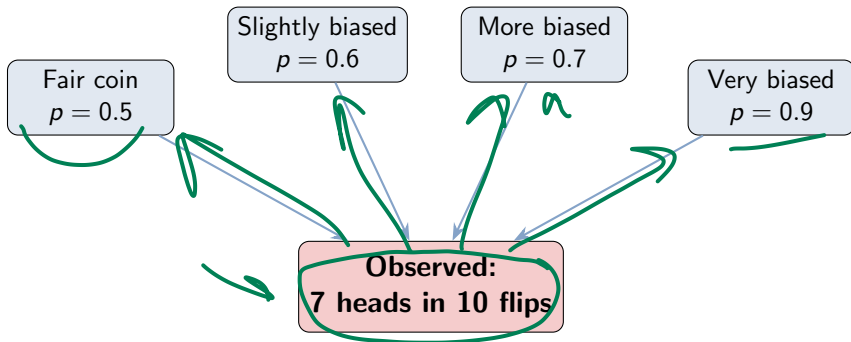 Slightly biased
p = 0.6
More biased
p = 0.7
Fair coin
p = 0.5
Very biased
p = 0.9
Observed:
7 heads in 10 flips